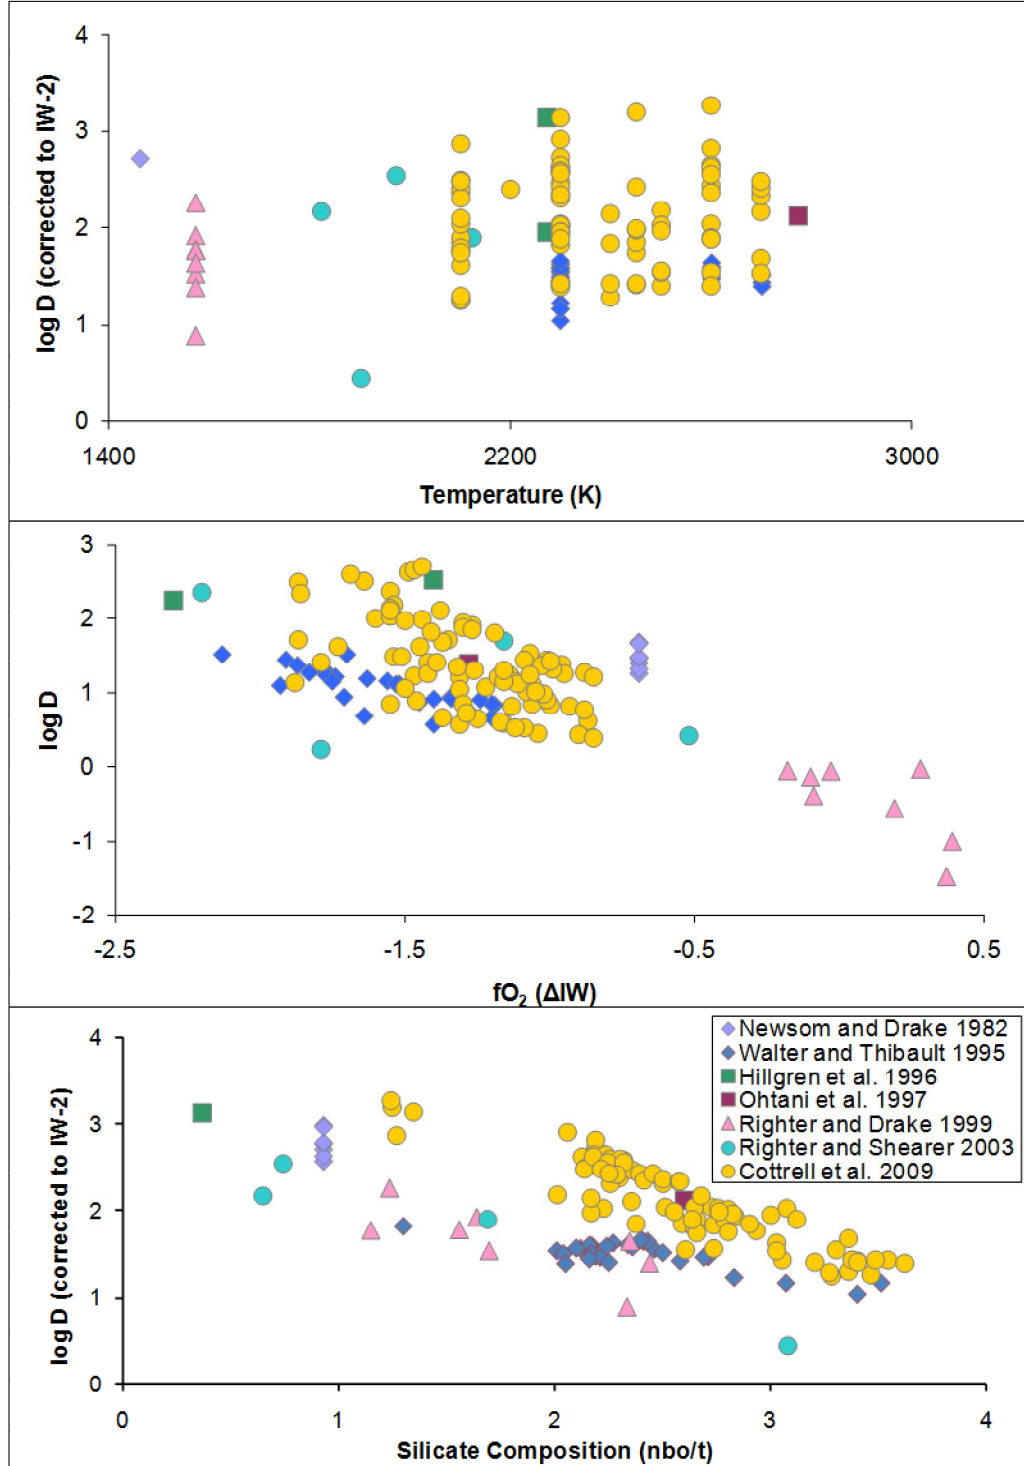 4
3
2
1
0
log D (corrected to IW-2)
1400
2200
3000
Temperature (K)
3
2
1
0
-1
-2
log D
-2.5
-1.5
-0.5
0.5
fO₂ (ΔIW)
4
3
2
1
0
log D (corrected to IW-2)
Newsom and Drake 1982
Walter and Thibault 1995
Hillgren et al. 1996
Ohtani et al. 1997
Righter and Drake 1999
Righter and Shearer 2003
Cottrell et al. 2009
0
1
2
3
4
Silicate Composition (nbo/t)